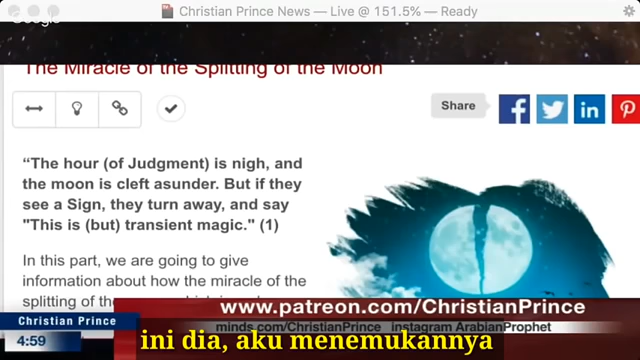 Christian Prince News — Live @ 151.5% — Ready
The Miracle of the Splitting of the Moon
Share
“The hour (of Judgment) is nigh, and
the moon is cleft asunder. But if they
see a Sign, they turn away, and say
"This is (but) transient magic." (1)
In this part, we are going to give
information about how the miracle of the
splitting of the
www.patreon.com/ChristianPrince
Christian Prince
minds.com/ChristianPrince instagram ArabianProphet
4:59
ini dia, aku menemukannya